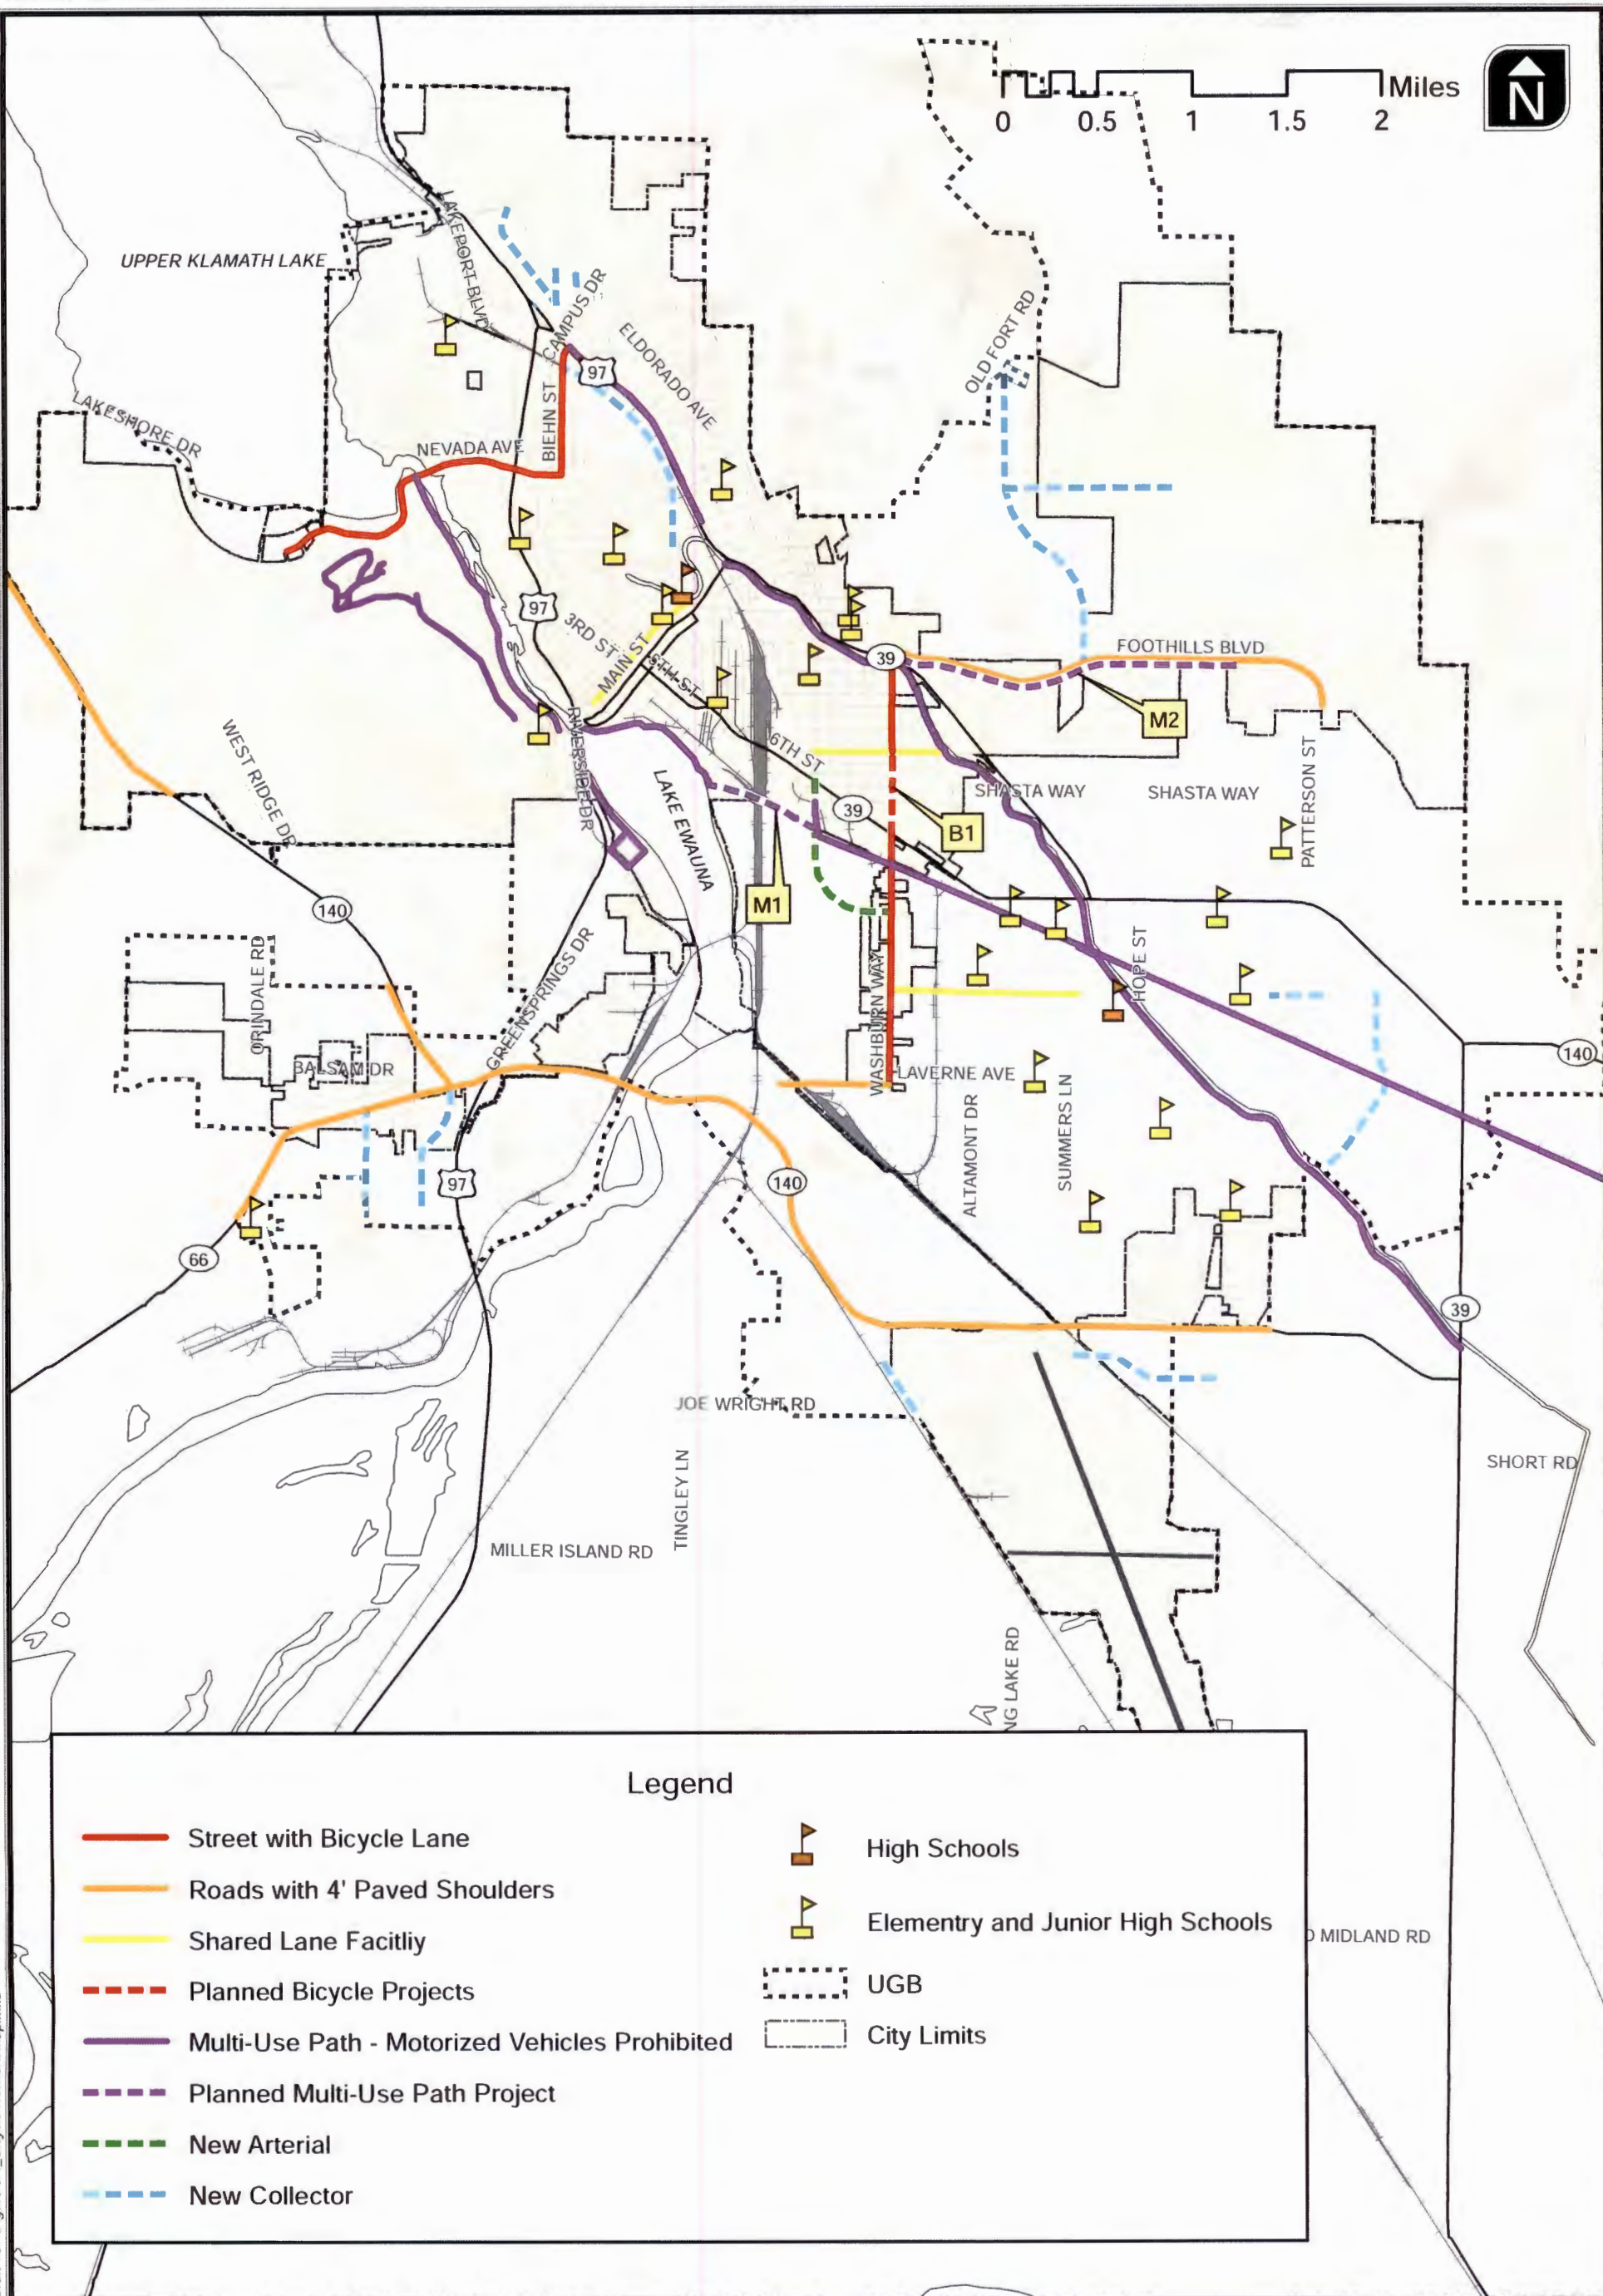 Miles
N
0 0.5 1 1.5 2
LAKEPORT BLVD
UPPER KLAMATH LAKE
CAMPUS DR
ELDORADO AVE
OLD FORT RD
97
LAKESHORE DR
BIEHN ST
NEVADA AVE
97
3RD ST
MAIN ST
8TH ST
39
FOOTHILLS BLVD
M2
WEST RIDGE DR
RIVERSIDE DR
6TH ST
LAKE EWAUNA
SHASTA WAY
SHASTA WAY
PATTERSON ST
39
B1
M1
140
ORINDALE RD
GREENSPRINGS DR
WASHBURN WAY
HOPE ST
BALSAM DR
LAVERNE AVE
140
ALTAMONT DR
SUMMERS LN
97
140
66
39
JOE WRIGHT RD
TINGLEY LN
SHORT RD
MILLER ISLAND RD
NG LAKE RD
Legend
Street with Bicycle Lane
Roads with 4' Paved Shoulders
Shared Lane Facitliy
Planned Bicycle Projects
Multi-Use Path - Motorized Vehicles Prohibited
Planned Multi-Use Path Project
New Arterial
New Collector
High Schools
Elementry and Junior High Schools
UGB
City Limits
D MIDLAND RD